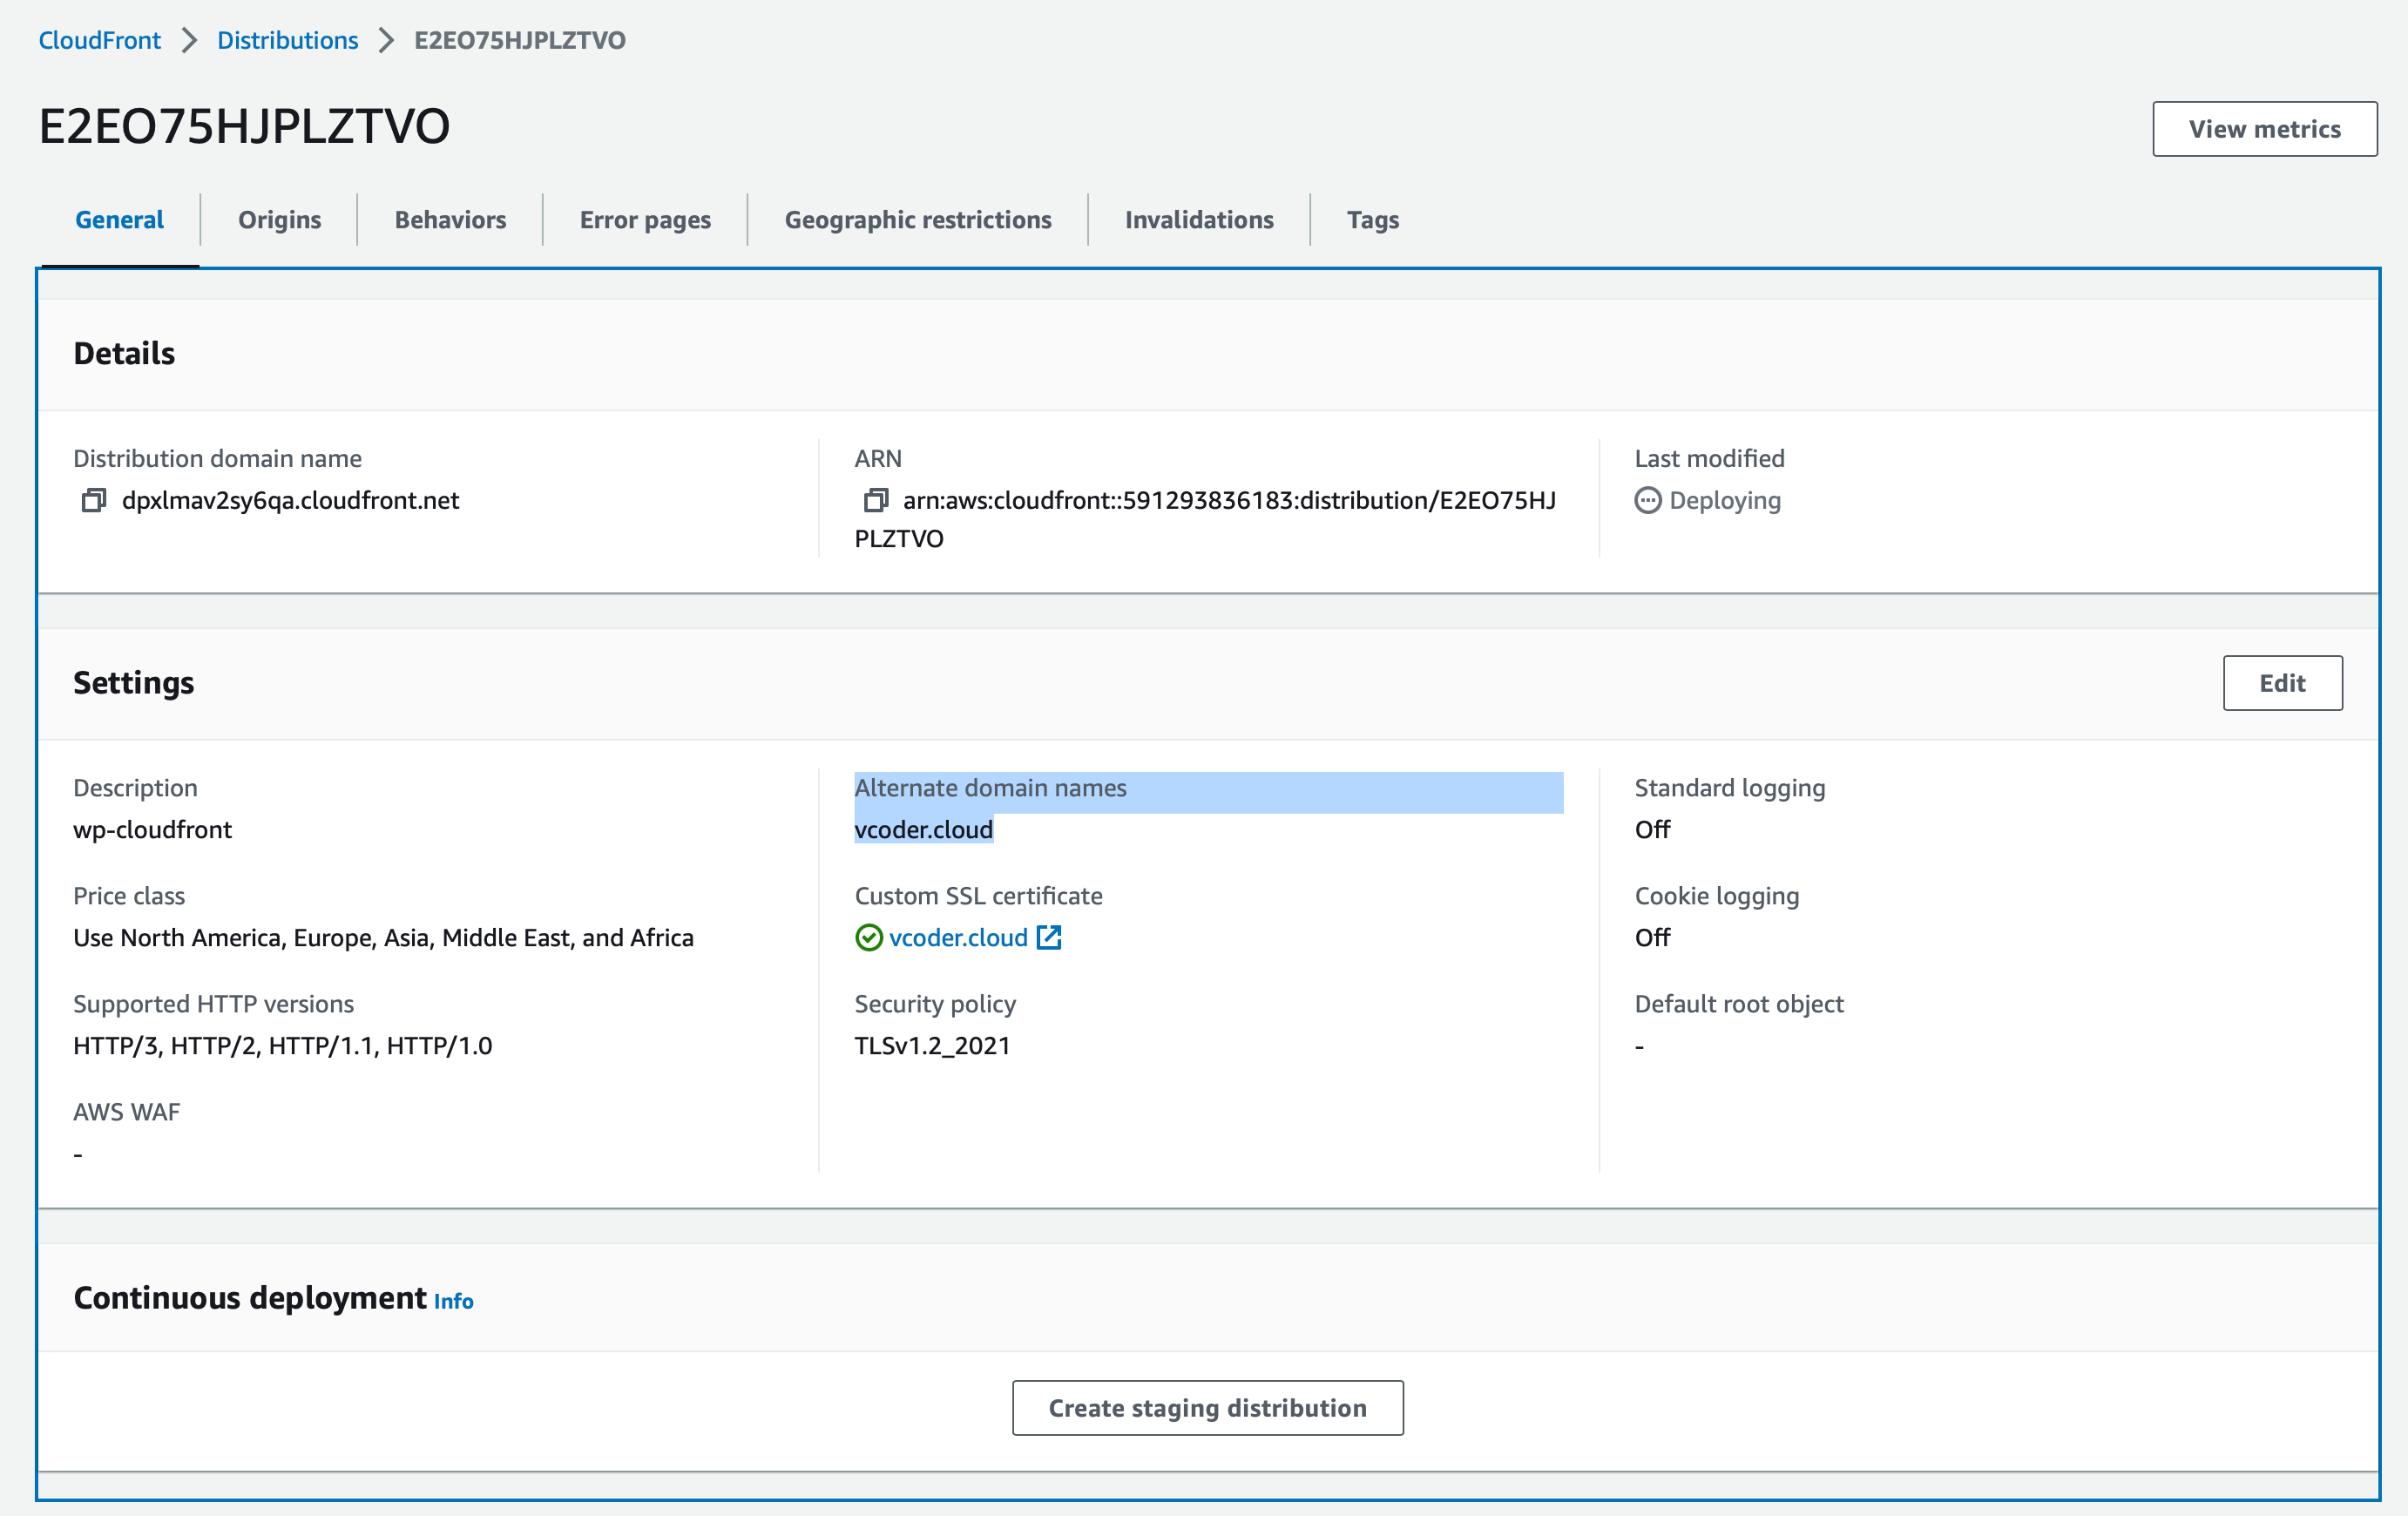 CloudFront > Distributions > E2EO75HJPLZTVO
E2EO75HJPLZTVO
View metrics
General
Origins
Behaviors
Error pages
Geographic restrictions
Invalidations
Tags
Details
Distribution domain name
dpxlmav2sy6qa.cloudfront.net
ARN
arn:aws:cloudfront::591293836183:distribution/E2EO75HJ
PLZTVO
Last modified
Deploying
Settings
Edit
Description
wp-cloudfront
Price class
Use North America, Europe, Asia, Middle East, and Africa
Supported HTTP versions
HTTP/3, HTTP/2, HTTP/1.1, HTTP/1.0
AWS WAF
-
Alternate domain names
vcoder.cloud
Custom SSL certificate
vcoder.cloud
Security policy
TLSv1.2_2021
Standard logging
Off
Cookie logging
Off
Default root object
-
Continuous deployment Info
Create staging distribution